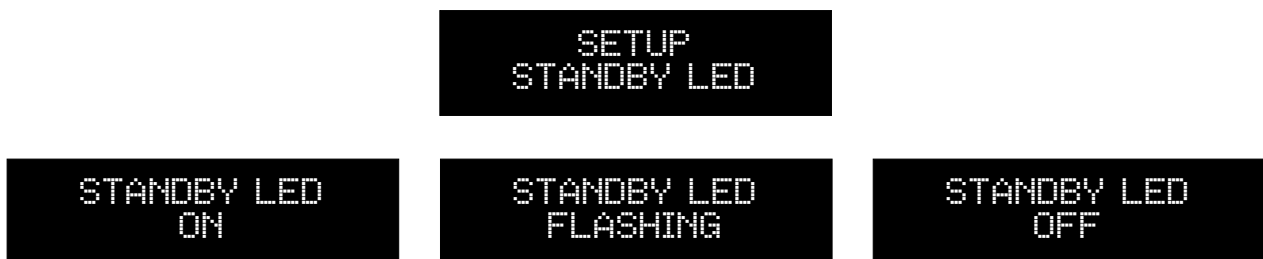 SETUP
STANDBY LED
STANDBY LED
ON
STANDBY LED
FLASHING
STANDBY LED
OFF